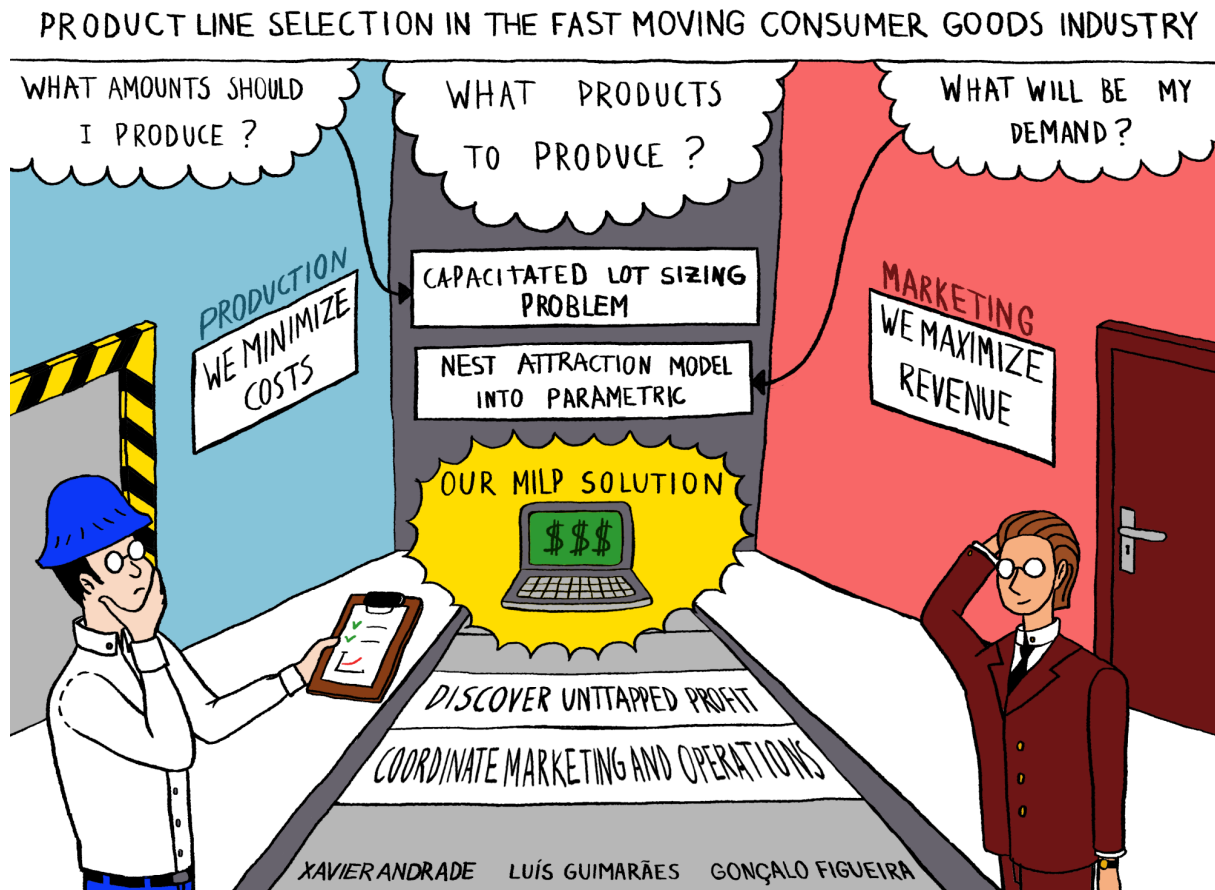 PRODUCT LINE SELECTION IN THE FAST MOVING CONSUMER GOODS INDUSTRY
WHAT AMOUNTS SHOULD
I PRODUCE ?
WHAT PRODUCTS
TO PRODUCE ?
WHAT WILL BE MY
DEMAND ?
PRODUCTION
WE MINIMIZE
COSTS
CAPACITATED LOT SIZING
PROBLEM
NEST ATTRACTION MODEL
INTO PARAMETRIC
MARKETING
WE MAXIMIZE
REVENUE
OUR MILP SOLUTION
$$$
DISCOVER UNTTAPPED PROFIT
COORDINATE MARKETING AND OPERATIONS
XAVIER ANDRADE LUÍS GUIMARÃES GONÇALO FIGUEIRA